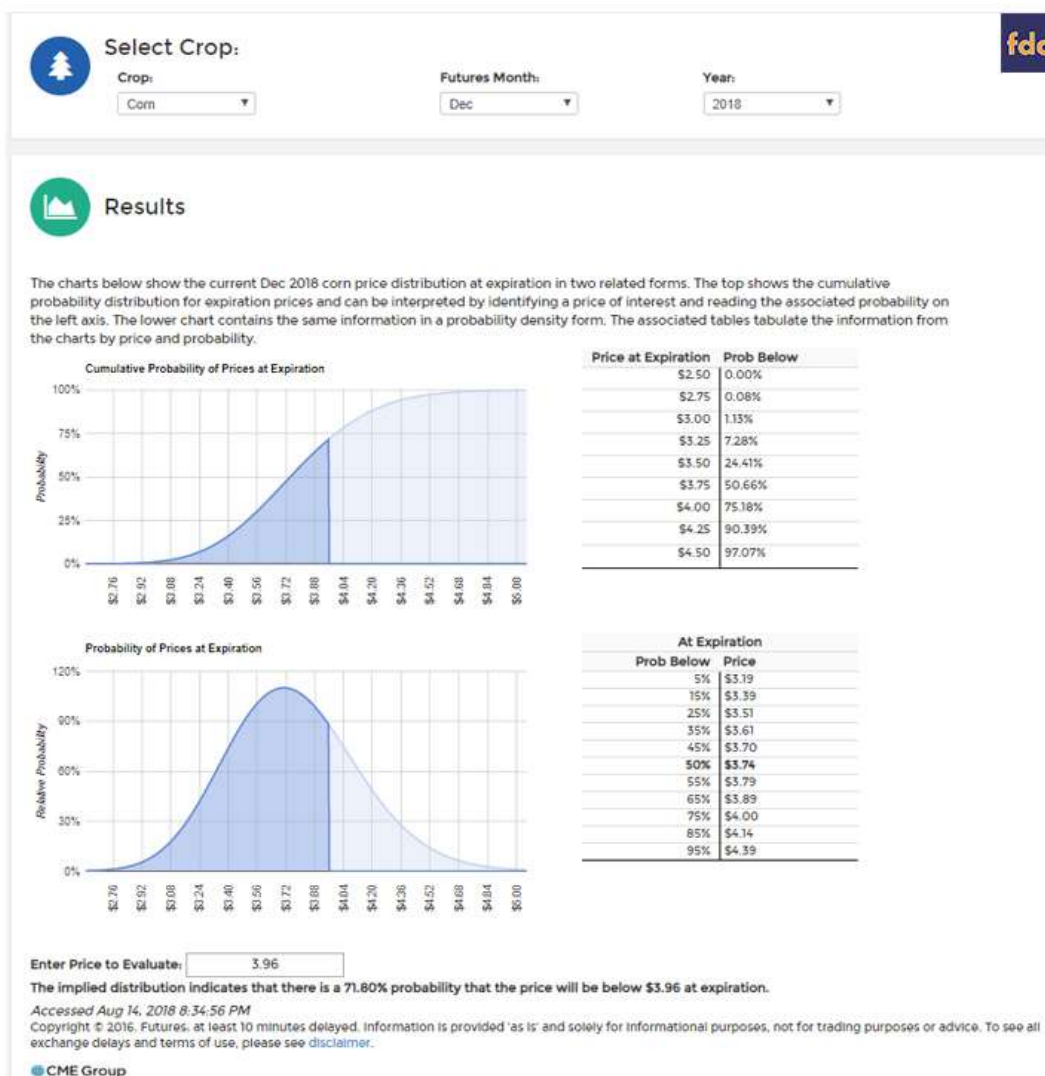 Select Crop:
Crop:
Futures Month:
Year:
Corn
Dec
2018
Results
The charts below show the current Dec 2018 corn price distribution at expiration in two related forms. The top shows the cumulative
probability distribution for expiration prices and can be interpreted by identifying a price of interest and reading the associated probability on
the left axis. The lower chart contains the same information in a probability density form. The associated tables tabulate the information from
the charts by price and probability.
Cumulative Probability of Prices at Expiration
100%
75%
50%
25%
0%
Probability
$2.76 $2.92 $3.08 $3.24 $3.40 $3.56 $3.72 $3.88 $4.04 $4.20 $4.36 $4.52 $4.68 $4.84 $5.00
Price at Expiration Prob Below
$2.50 0.00%
$2.75 0.08%
$3.00 1.13%
$3.25 7.28%
$3.50 24.41%
$3.75 50.66%
$4.00 75.18%
$4.25 90.39%
$4.50 97.07%
Probability of Prices at Expiration
120%
90%
60%
30%
0%
Relative Probability
$2.76 $2.92 $3.08 $3.24 $3.40 $3.56 $3.72 $3.88 $4.04 $4.20 $4.36 $4.52 $4.68 $4.84 $5.00
At Expiration
Prob Below Price
5% $3.19
15% $3.39
25% $3.51
35% $3.61
45% $3.70
50% $3.74
55% $3.79
65% $3.89
75% $4.00
85% $4.14
95% $4.39
Enter Price to Evaluate: 3.96
The implied distribution indicates that there is a 71.80% probability that the price will be below $3.96 at expiration.
Accessed Aug 14, 2018 8:34:56 PM
Copyright © 2016. Futures: at least 10 minutes delayed. Information is provided 'as is' and solely for informational purposes, not for trading purposes or advice. To see all
exchange delays and terms of use, please see disclaimer.
CME Group